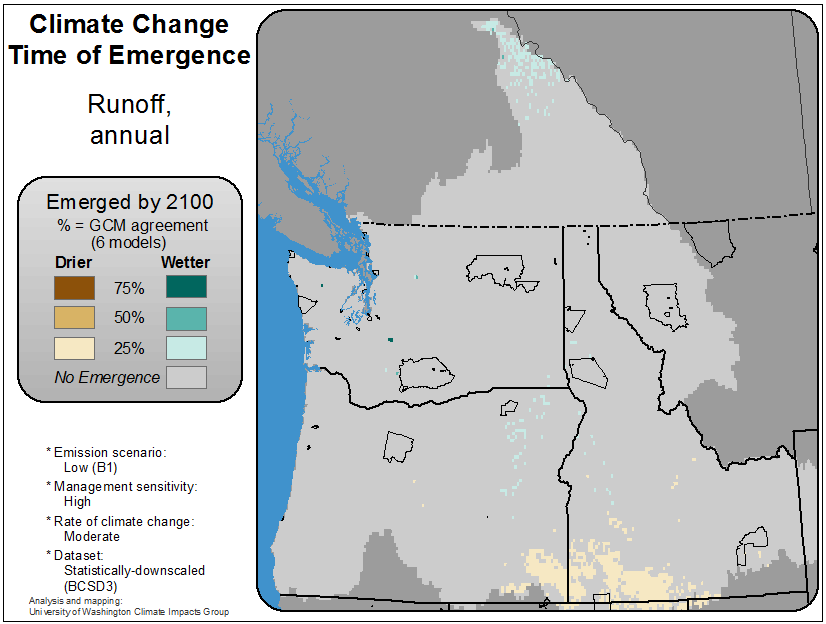 Climate Change
Time of Emergence
Runoff,
annual
Emerged by 2100
% = GCM agreement
(6 models)
Drier Wetter
75%
50%
25%
No Emergence
* Emission scenario:
Low (B1)
* Management sensitivity:
High
* Rate of climate change:
Moderate
* Dataset:
Statistically-downscaled
(BCSD3)
Analysis and mapping:
University of Washington Climate Impacts Group